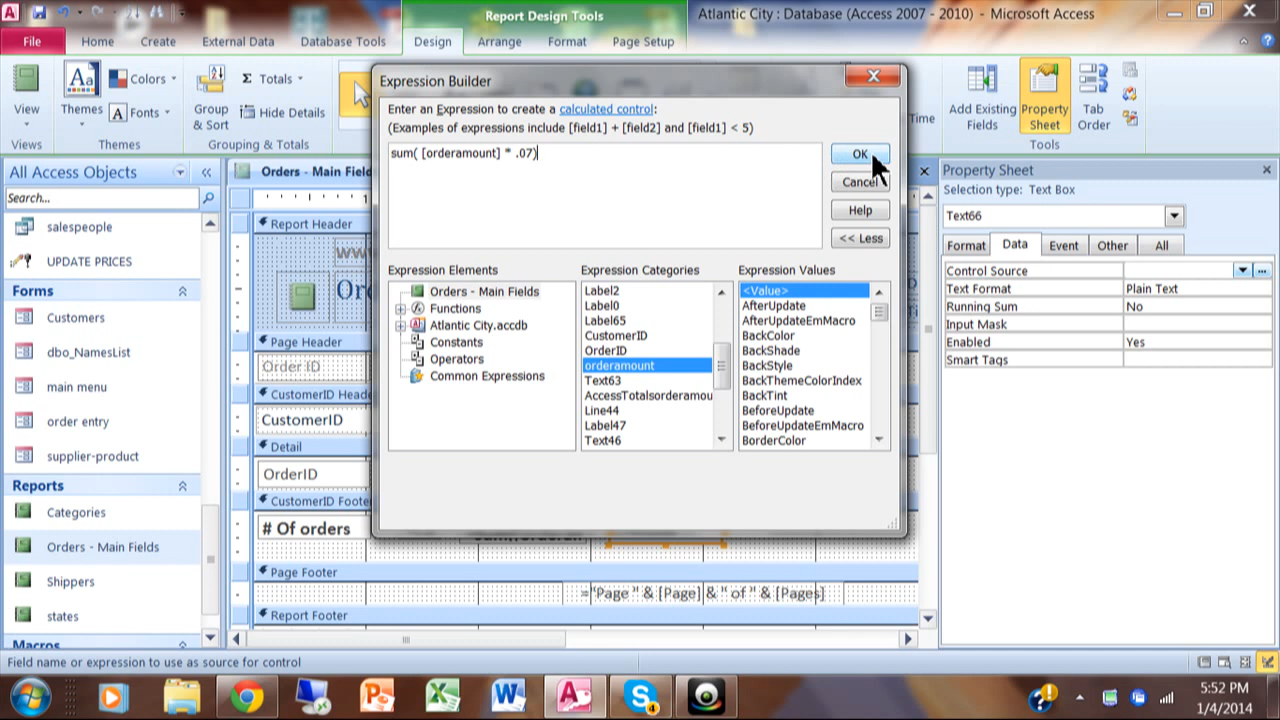 Report Design Tools
Atlantic City : Database (Access 2007 - 2010) - Microsoft Access
File
Home
Create
External Data
Database Tools
Design
Arrange
Format
Page Setup
View
Views
Aa
Themes
Colors
A Fonts
Themes
Group & Sort
Σ Totals
Hide Details
Grouping & Totals
Time
Add Existing Fields
Property Sheet
Tab Order
Tools
Expression Builder
Enter an Expression to create a calculated control:
(Examples of expressions include [field1] + [field2] and [field1] < 5)
sum( [orderamount] * .07)
OK
Cancel
Help
<< Less
Expression Elements
Orders - Main Fields
Functions
Atlantic City.accdb
Constants
Operators
Common Expressions
Expression Categories
Label2
Label0
Label65
CustomerID
OrderID
orderamount
Text63
AccessTotalsorderamou
Line44
Label47
Text46
Expression Values
<Value>
AfterUpdate
AfterUpdateEmMacro
BackColor
BackShade
BackStyle
BackThemeColorIndex
BackTint
BeforeUpdate
BeforeUpdateEmMacro
BorderColor
All Access Objects
Search...
salespeople
UPDATE PRICES
Forms
Customers
dbo_NamesList
main menu
order entry
supplier-product
Reports
Categories
Orders - Main Fields
Shippers
states
Macros
Orders - Main Field
Report Header
www
Or
Page Header
Order ID
CustomerID Heade
CustomerID
Detail
OrderID
CustomerID Foote
# Of orders
Page Footer
="Page " & [Page] & " of " & [Pages]
Report Footer
Property Sheet
Selection type: Text Box
Text66
Format
Data
Event
Other
All
Control Source
Text Format Plain Text
Running Sum No
Input Mask
Enabled Yes
Smart Tags
Field name or expression to use as source for control
5:52 PM
1/4/2014